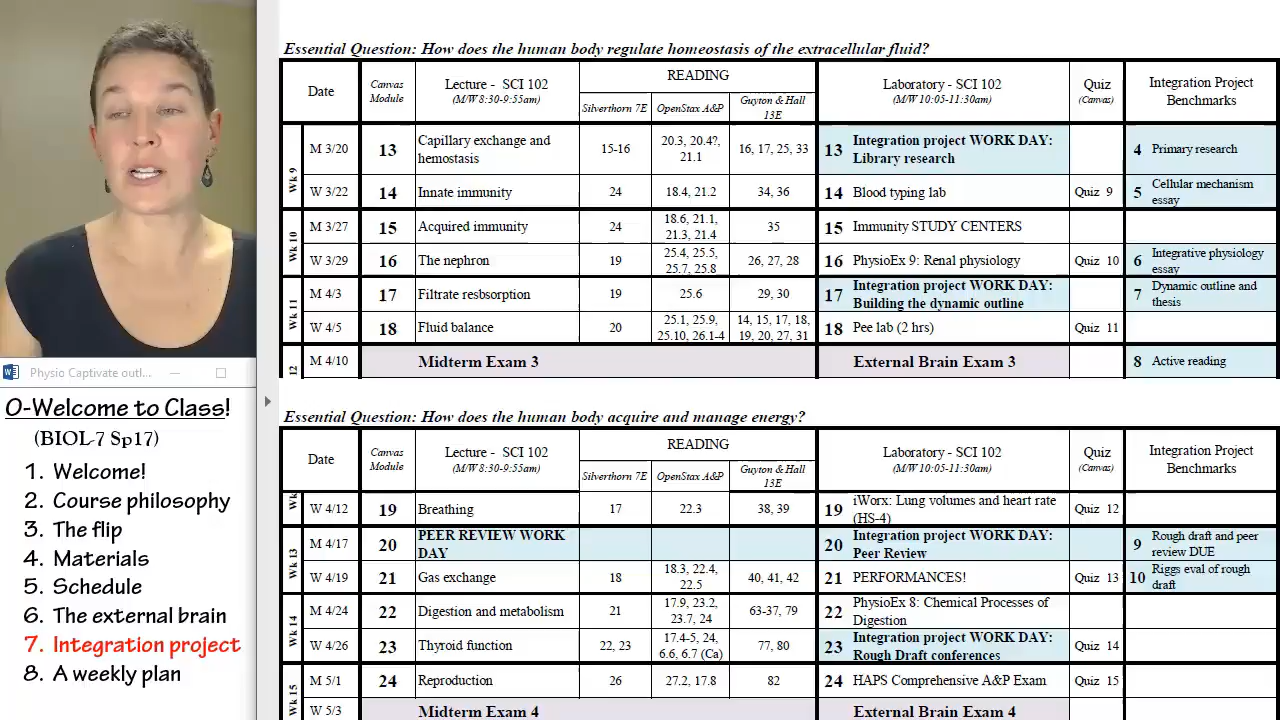 Essential Question: How does the human body regulate homeostasis of the extracellular fluid?
Date
Canvas Module
Lecture - SCI 102
(M/W 8:30-9:55am)
READING
Silverthorn 7E
OpenStax A&P
Guyton & Hall 13E
Laboratory - SCI 102
(M/W 10:05-11:30am)
Quiz
(Canvas)
Integration Project Benchmarks
Wk 9
M 3/20 13 Capillary exchange and hemostasis 15-16 20.3, 20.4?, 21.1 16, 17, 25, 33 13 Integration project WORK DAY: Library research 4 Primary research
W 3/22 14 Innate immunity 24 18.4, 21.2 34, 36 14 Blood typing lab Quiz 9 5 Cellular mechanism essay
Wk 10
M 3/27 15 Acquired immunity 24 18.6, 21.1, 21.3, 21.4 35 15 Immunity STUDY CENTERS
W 3/29 16 The nephron 19 25.4, 25.5, 25.7, 25.8 26, 27, 28 16 PhysioEx 9: Renal physiology Quiz 10 6 Integrative physiology essay
Wk 11
M 4/3 17 Filtrate resbsorption 19 25.6 29, 30 17 Integration project WORK DAY: Building the dynamic outline 7 Dynamic outline and thesis
W 4/5 18 Fluid balance 20 25.1, 25.9, 25.10, 26.1-4 14, 15, 17, 18, 19, 20, 27, 31 18 Pee lab (2 hrs) Quiz 11
12
M 4/10 Midterm Exam 3 External Brain Exam 3 8 Active reading
Physio Captivate outl...
O-Welcome to Class!
(BIOL-7 Sp17)
1. Welcome!
2. Course philosophy
3. The flip
4. Materials
5. Schedule
6. The external brain
7. Integration project
8. A weekly plan
Essential Question: How does the human body acquire and manage energy?
Date
Canvas Module
Lecture - SCI 102
(M/W 8:30-9:55am)
READING
Silverthorn 7E
OpenStax A&P
Guyton & Hall 13E
Laboratory - SCI 102
(M/W 10:05-11:30am)
Quiz
(Canvas)
Integration Project Benchmarks
Wk
W 4/12 19 Breathing 17 22.3 38, 39 19 iWorx: Lung volumes and heart rate (HS-4) Quiz 12
Wk 13
M 4/17 20 PEER REVIEW WORK DAY 20 Integration project WORK DAY: Peer Review 9 Rough draft and peer review DUE
W 4/19 21 Gas exchange 18 18.3, 22.4, 22.5 40, 41, 42 21 PERFORMANCES! Quiz 13 10 Riggs eval of rough draft
Wk 14
M 4/24 22 Digestion and metabolism 21 17.9, 23.2, 23.7, 24 63-37, 79 22 PhysioEx 8: Chemical Processes of Digestion
W 4/26 23 Thyroid function 22, 23 17.4-5, 24, 6.6, 6.7 (Ca) 77, 80 23 Integration project WORK DAY: Rough Draft conferences Quiz 14
Wk 15
M 5/1 24 Reproduction 26 27.2, 17.8 82 24 HAPS Comprehensive A&P Exam Quiz 15
W 5/3 Midterm Exam 4 External Brain Exam 4